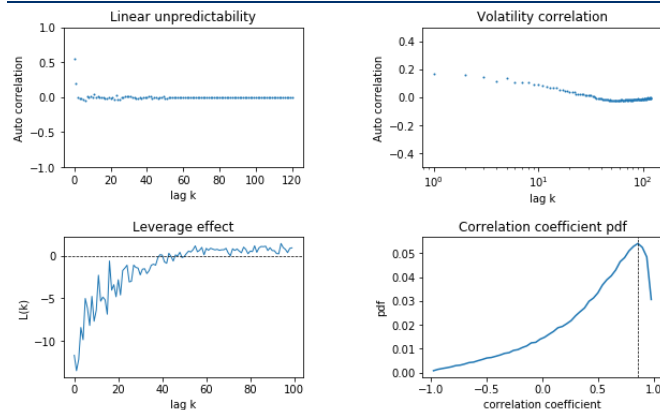 Linear unpredictability
Auto correlation
1.0
0.5
0.0
−0.5
−1.0
0 20 40 60 80 100 120
lag k
Volatility correlation
Auto correlation
0.4
0.2
0.0
−0.2
−0.4
10⁰ 10¹ 10²
lag k
Leverage effect
L(k)
0
−5
−10
0 20 40 60 80 100
lag k
Correlation coefficient pdf
pdf
0.05
0.04
0.03
0.02
0.01
0.00
−1.0 −0.5 0.0 0.5 1.0
correlation coefficient